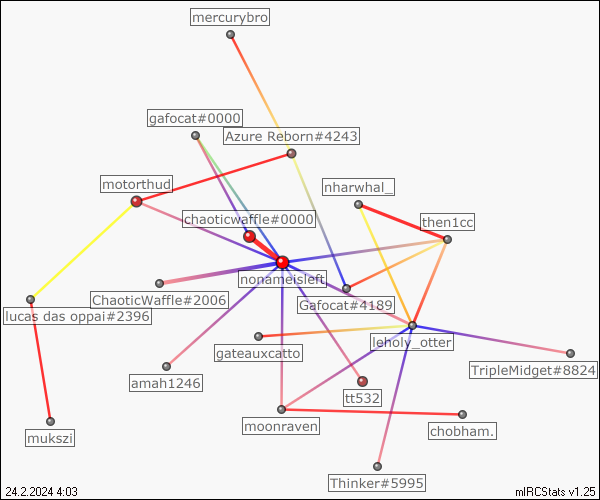 mercurybro
gafocat#0000
Azure Reborn#4243
motorthud
nharwhal_
chaoticwaffle#0000
then1cc
nonameisleft
ChaoticWaffle#2006
Gafocat#4189
lucas das oppai#2396
leholy_otter
gateauxcatto
TripleMidget#8824
amah1246
tt532
moonraven
chobham.
mukszi
Thinker#5995
24.2.2024 4:03
mIRCStats v1.25